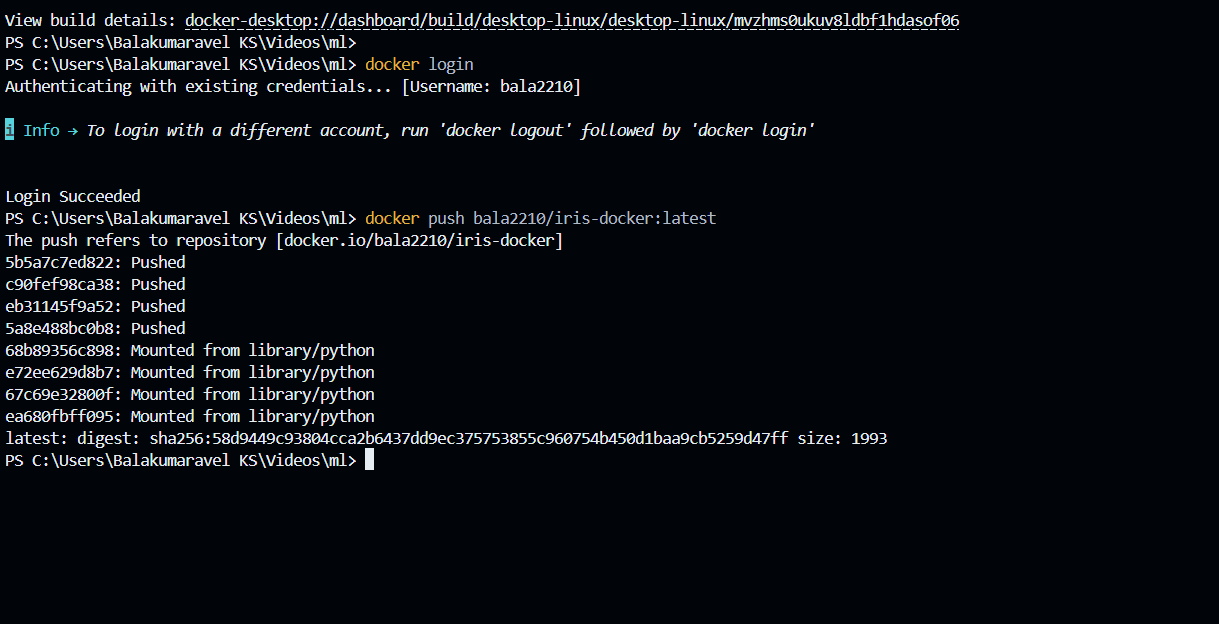 View build details: docker-desktop://dashboard/build/desktop-linux/desktop-linux/mvzhms0ukuv8ldbf1hdasof06
PS C:\Users\Balakumaravel KS\Videos\ml>
PS C:\Users\Balakumaravel KS\Videos\ml> docker login
Authenticating with existing credentials... [Username: bala2210]
i Info → To login with a different account, run 'docker logout' followed by 'docker login'
Login Succeeded
PS C:\Users\Balakumaravel KS\Videos\ml> docker push bala2210/iris-docker:latest
The push refers to repository [docker.io/bala2210/iris-docker]
5b5a7c7ed822: Pushed
c90fef98ca38: Pushed
eb31145f9a52: Pushed
5a8e488bc0b8: Pushed
68b89356c898: Mounted from library/python
e72ee629d8b7: Mounted from library/python
67c69e32800f: Mounted from library/python
ea680fbff095: Mounted from library/python
latest: digest: sha256:58d9449c93804cca2b6437dd9ec375753855c960754b450d1baa9cb5259d47ff size: 1993
PS C:\Users\Balakumaravel KS\Videos\ml>